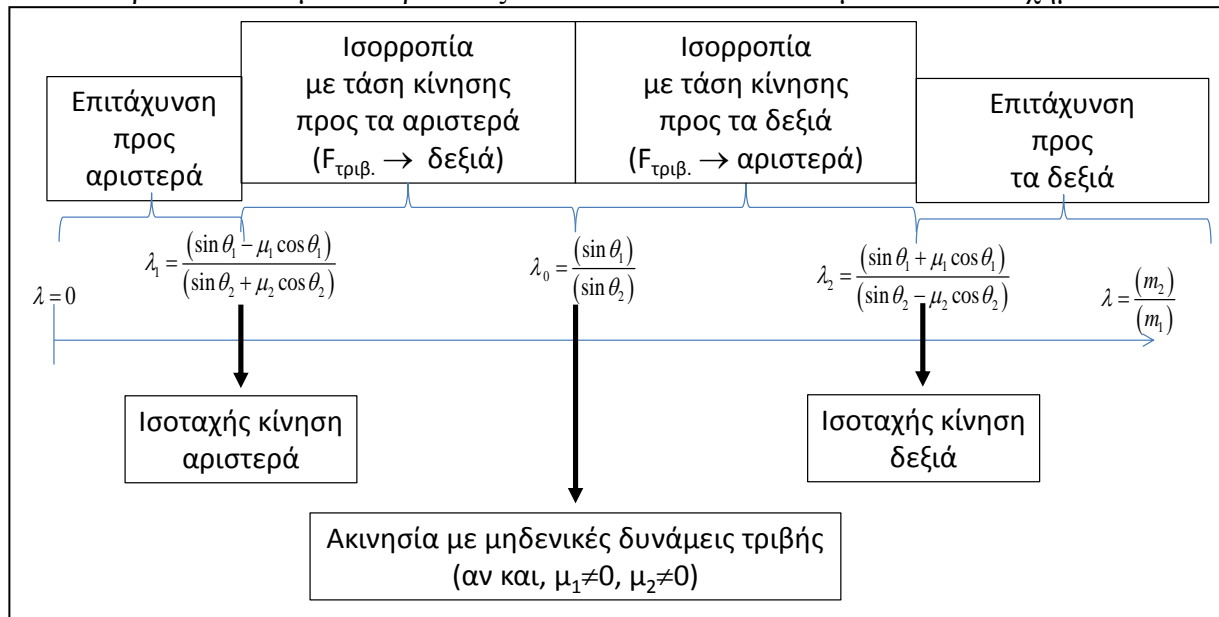 Επιτάχυνση
προς
αριστερά
Ισορροπία
με τάση κίνησης
προς τα αριστερά
(Fτριβ. → δεξιά)
Ισορροπία
με τάση κίνησης
προς τα δεξιά
(Fτριβ. → αριστερά)
Επιτάχυνση
προς
τα δεξιά
λ = 0
λ₁ = (sin θ₁ − μ₁ cos θ₁) / (sin θ₂ + μ₂ cos θ₂)
λ₀ = (sin θ₁) / (sin θ₂)
λ₂ = (sin θ₁ + μ₁ cos θ₁) / (sin θ₂ − μ₂ cos θ₂)
λ = (m₂) / (m₁)
Ισοταχής κίνηση
αριστερά
Ισοταχής κίνηση
δεξιά
Ακινησία με μηδενικές δυνάμεις τριβής
(αν και, μ₁≠0, μ₂≠0)